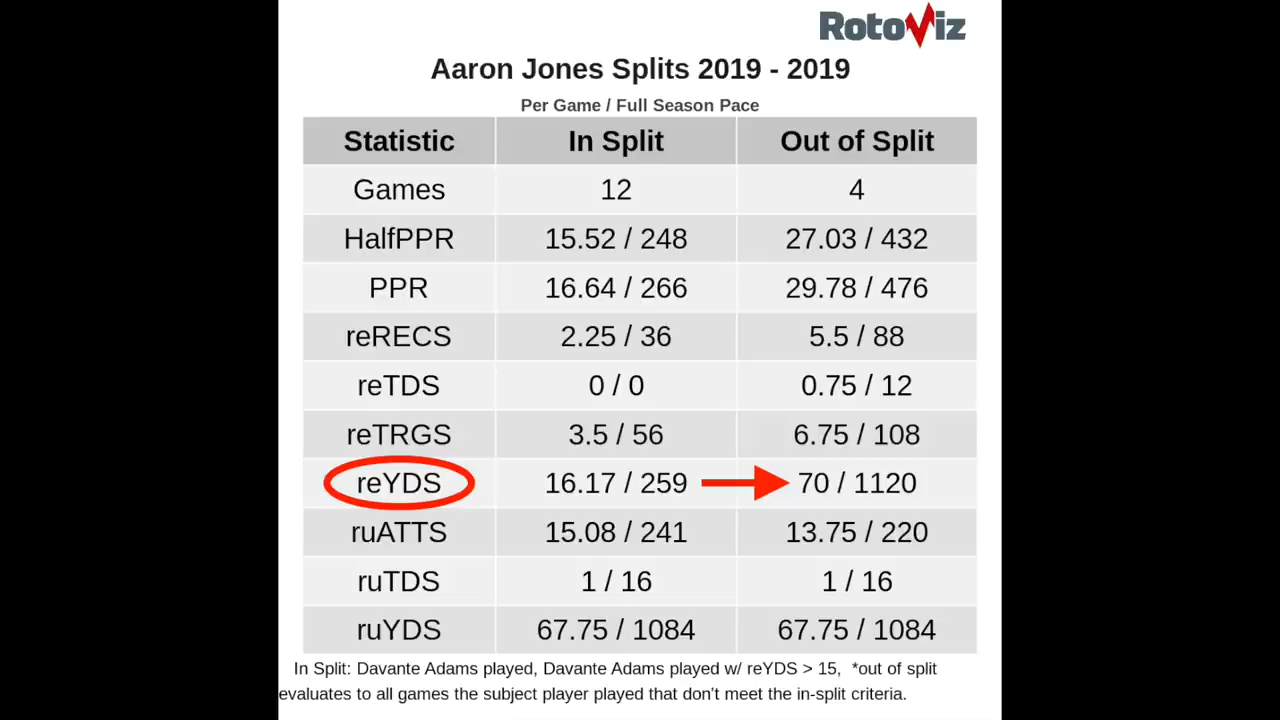 RotoViz
Aaron Jones Splits 2019 - 2019
Per Game / Full Season Pace
Statistic In Split Out of Split
Games 12 4
HalfPPR 15.52 / 248 27.03 / 432
PPR 16.64 / 266 29.78 / 476
reRECS 2.25 / 36 5.5 / 88
reTDS 0 / 0 0.75 / 12
reTRGS 3.5 / 56 6.75 / 108
reYDS 16.17 / 259 70 / 1120
ruATTS 15.08 / 241 13.75 / 220
ruTDS 1 / 16 1 / 16
ruYDS 67.75 / 1084 67.75 / 1084
In Split: Davante Adams played, Davante Adams played w/ reYDS > 15, *out of split
evaluates to all games the subject player played that don't meet the in-split criteria.